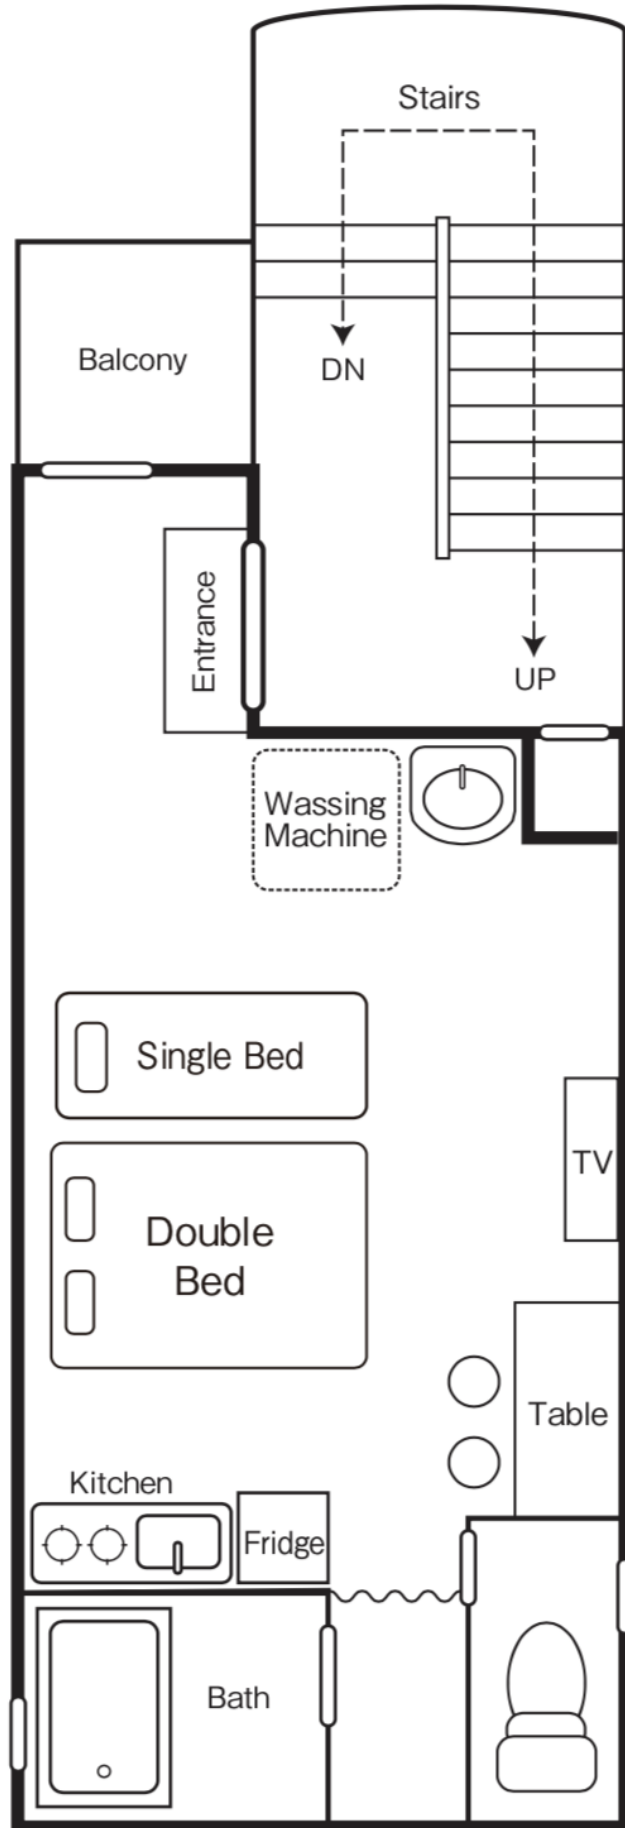 Stairs
Balcony
DN
Entrance
UP
Wassing
Machine
Single Bed
TV
Double
Bed
Table
Kitchen
Fridge
Bath